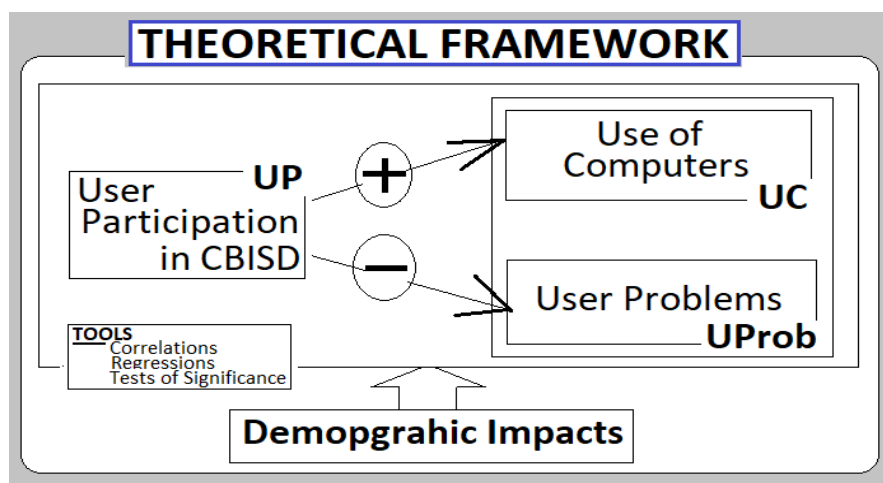 THEORETICAL FRAMEWORK
UP
User
Participation
in CBISD
+
−
Use of
Computers
UC
User Problems
UProb
TOOLS
Correlations
Regressions
Tests of Significance
Demopgrahic Impacts